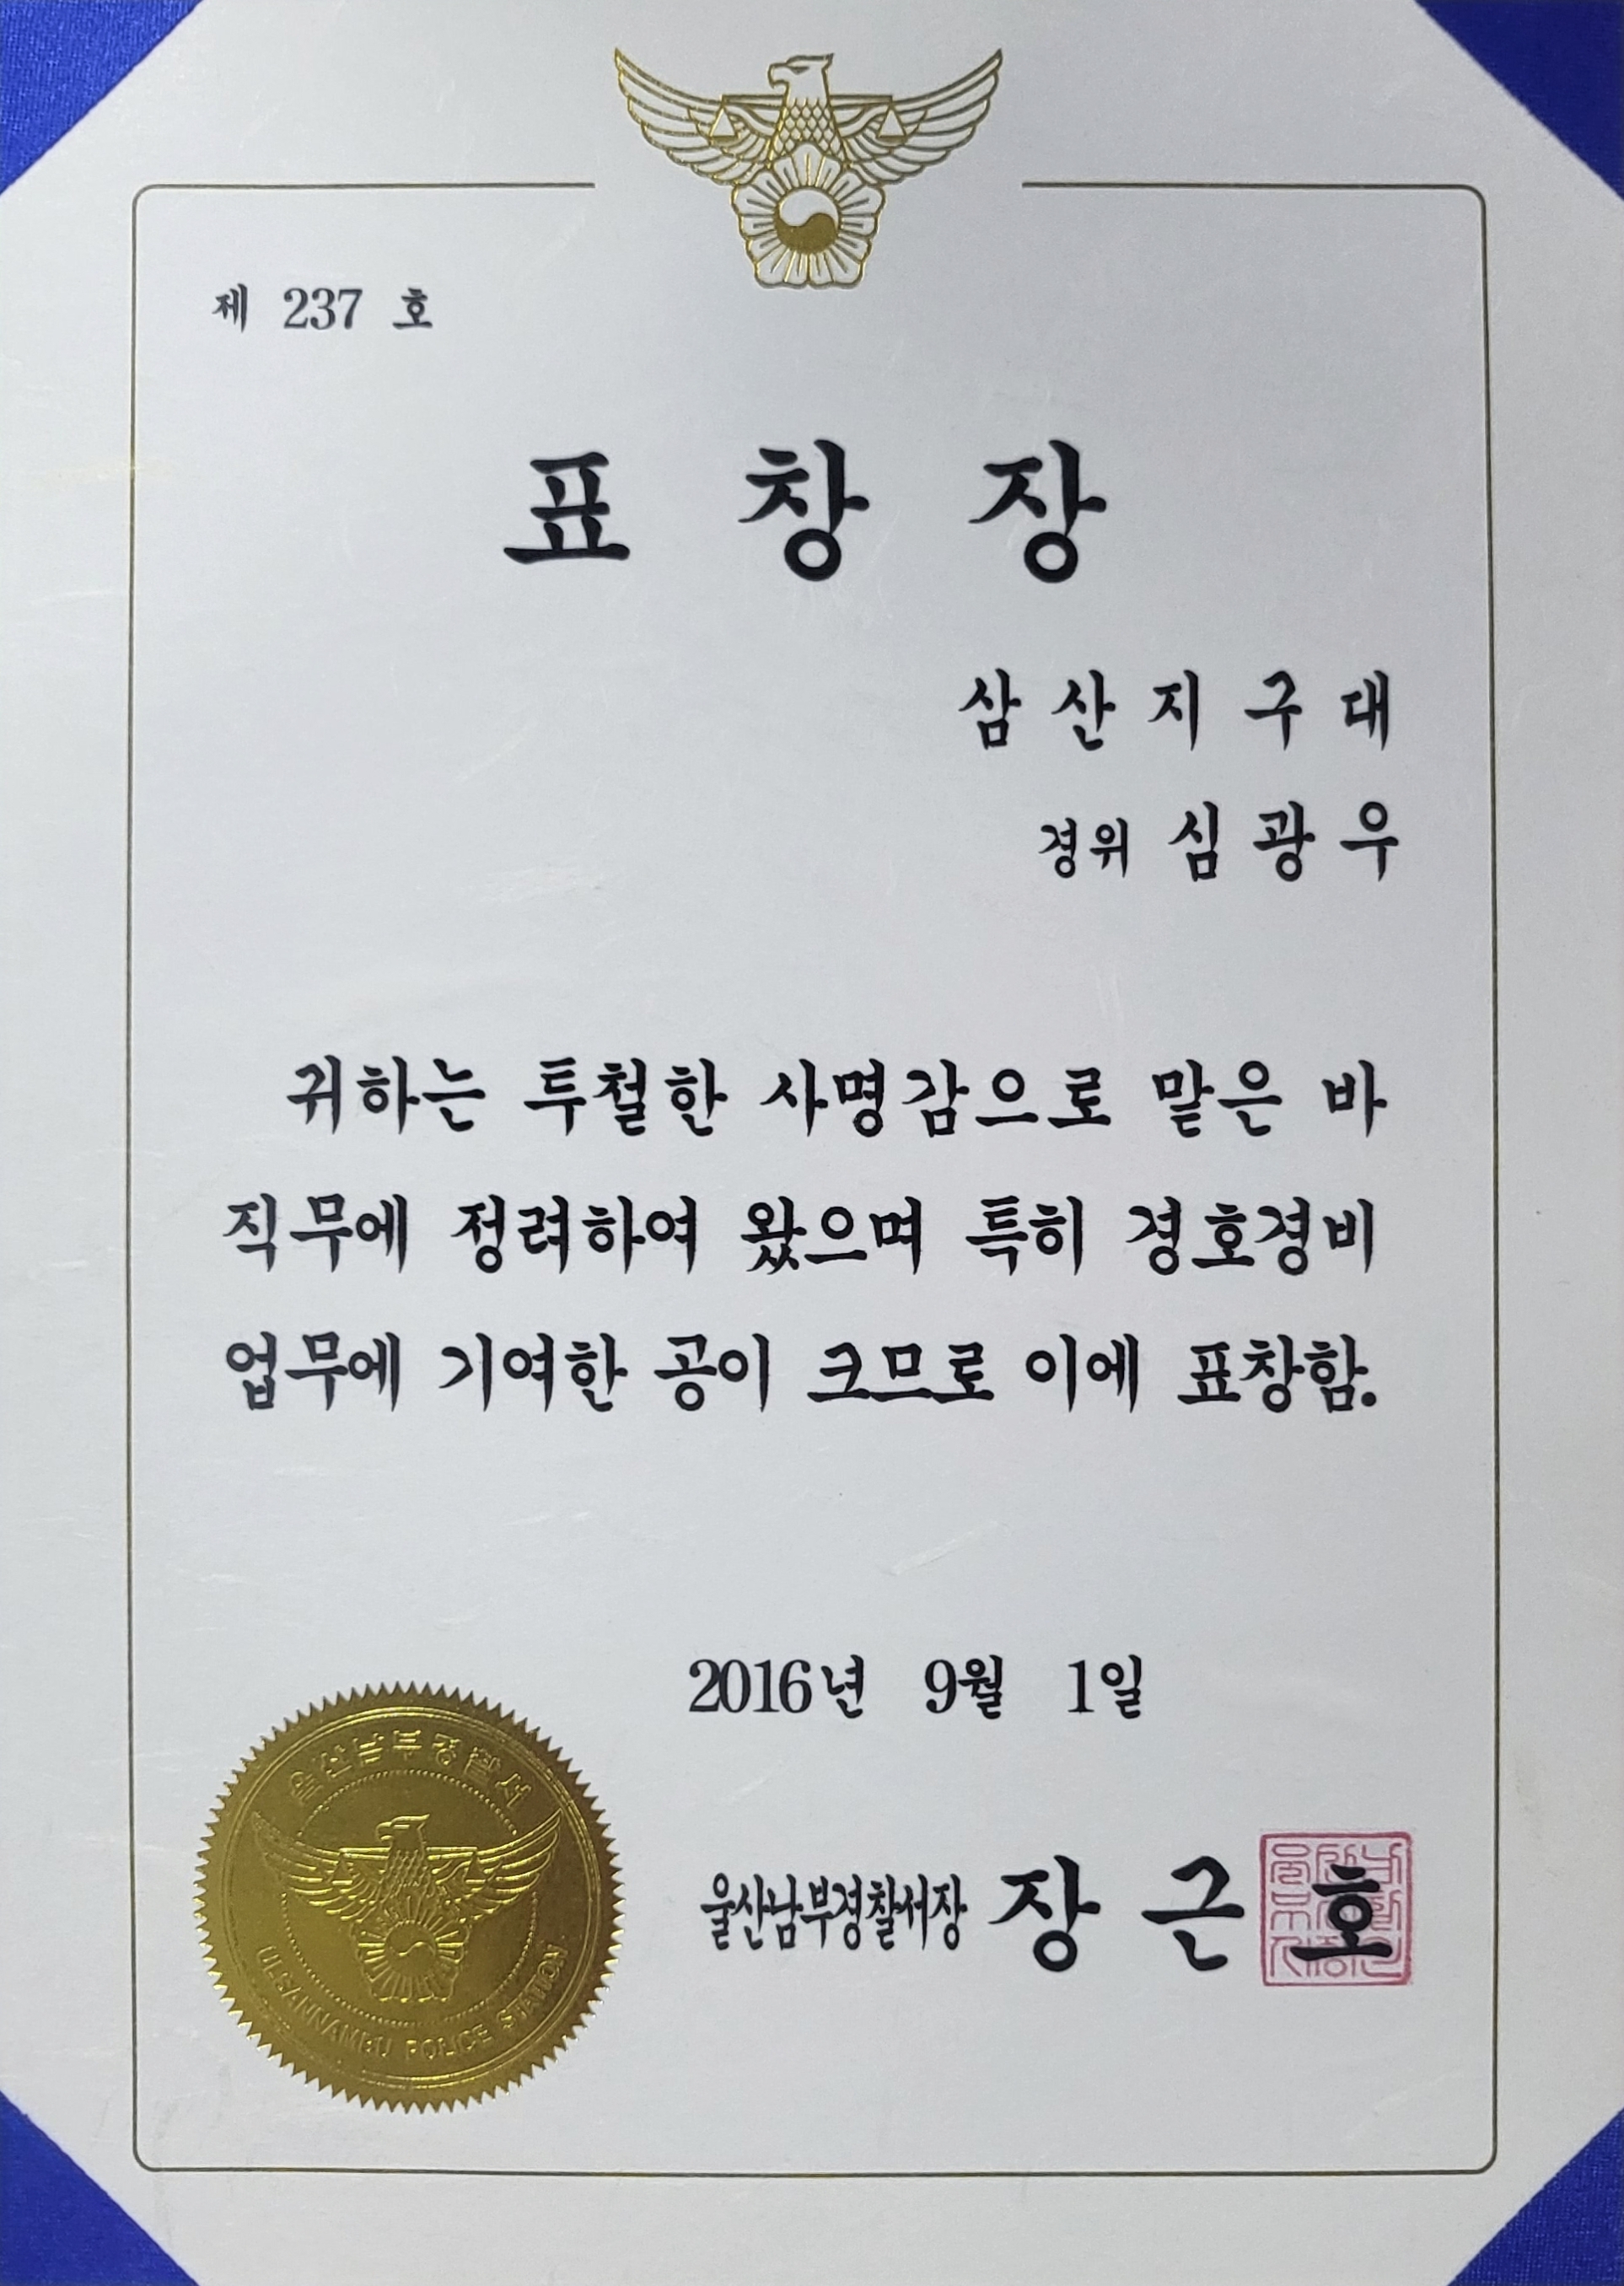 제 237 호
표 창 장
삼 산 지 구 대
경위 심 광 우
귀하는 투철한 사명감으로 맡은 바
직무에 정려하여 왔으며 특히 경호경비
업무에 기여한 공이 크므로 이에 표창함.
2016년 9월 1일
울산남부경찰서장 장 근 호
울산남부경찰서
ULSANNAMBU POLICE STATION